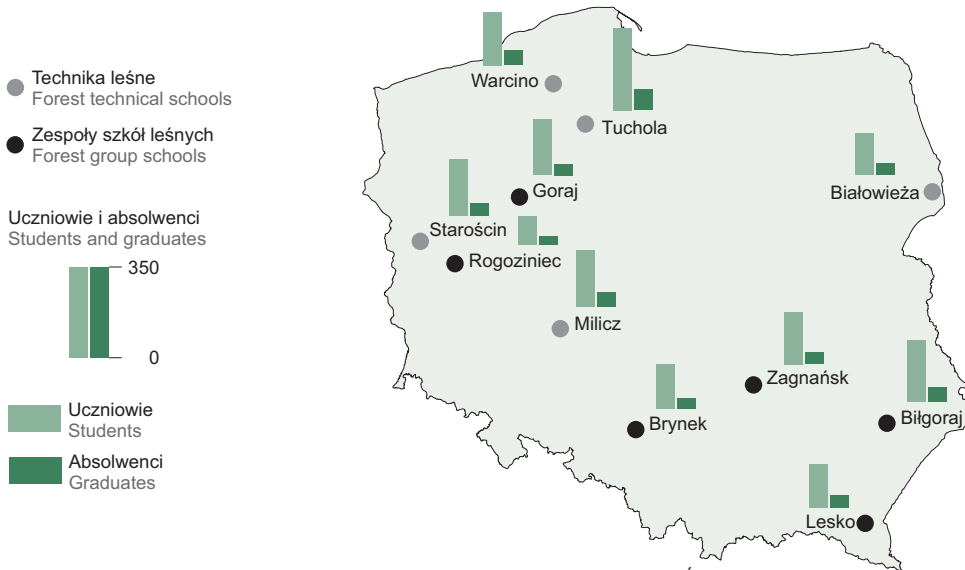 Technika leśne
Forest technical schools
Zespoły szkół leśnych
Forest group schools
Uczniowie i absolwenci
Students and graduates
350
0
Uczniowie
Students
Absolwenci
Graduates
Warcino
Tuchola
Goraj
Białowieża
Starościn
Rogoziniec
Milicz
Zagnańsk
Brynek
Biłgoraj
Lesko